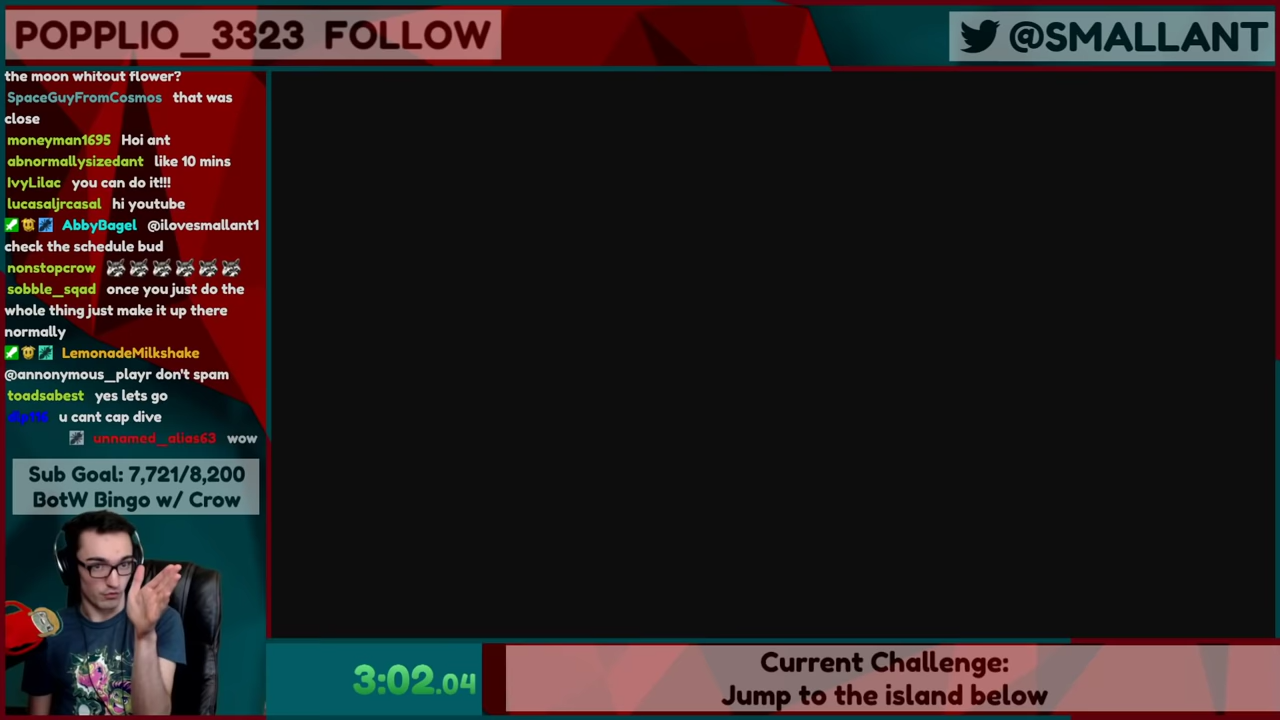 POPPLIO_3323 FOLLOW
@SMALLANT
the moon whitout flower?
SpaceGuyFromCosmos that was
close
moneyman1695 Hoi ant
abnormallysizedant like 10 mins
IvyLilac you can do it!!!
lucasaljrcasal hi youtube
AbbyBagel @ilovesmallant1
check the schedule bud
nonstopcrow
sobble_sqad once you just do the
whole thing just make it up there
normally
LemonadeMilkshake
@annonymous_playr don't spam
toadsabest yes lets go
u cant cap dive
unnamed_alias63 wow
Sub Goal: 7,721/8,200
BotW Bingo w/ Crow
3:02.04
Current Challenge:
Jump to the island below